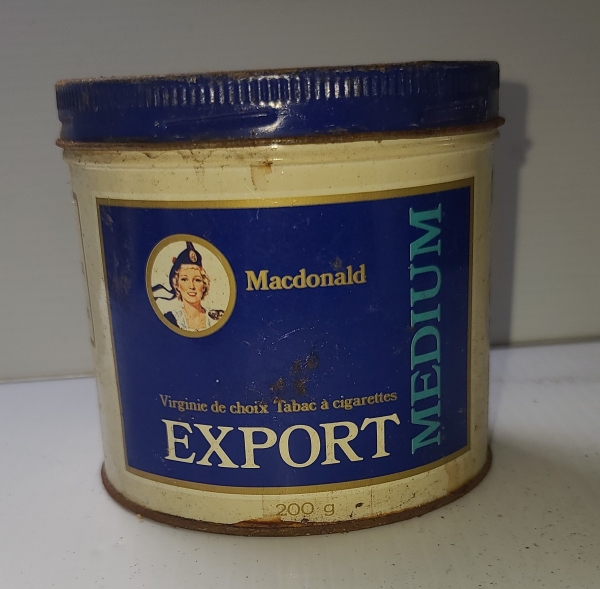 Macdonald
MEDIUM
Virginie de choix Tabac à cigarettes
EXPORT
200 g